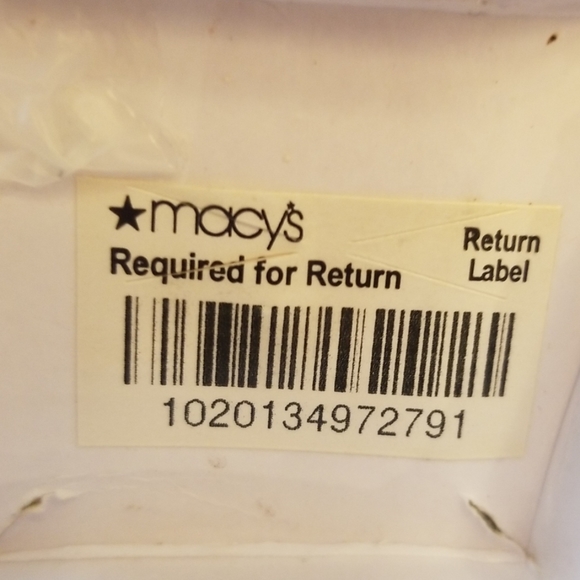 ★macy's
Required for Return
Return
Label
1020134972791